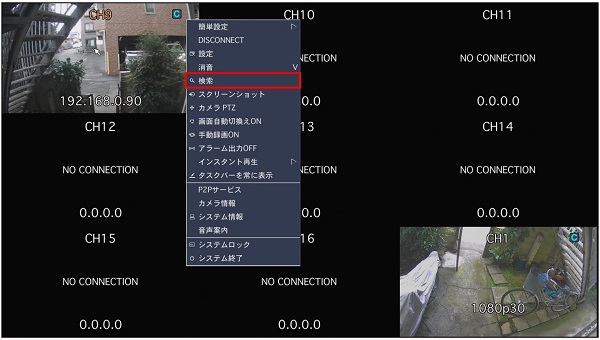 CH9
C
CH10
CH11
192.168.0.90
NO CONNECTION
NO CONNECTION
0.0.0.0
簡単設定
DISCONNECT
設定
消音 V
検索
スクリーンショット
カメラ PTZ
画面自動切換えON
手動録画ON
アラーム出力OFF
インスタント再生
タスクバーを常に表示
P2Pサービス
カメラ情報
システム情報
音声案内
システムロック
システム終了
CH12
13
CH14
NO CONNECTION
NO CONNECTION
NO CONNECTION
0.0.0.0
0.0.0.0
CH15
16
CH1
C
NO CONNECTION
NO CONNECTION
0.0.0.0
0.0.0.0
1080p30